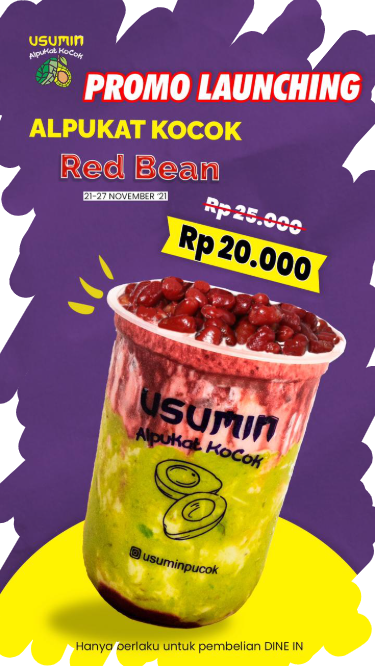 USUMIN
Alpukat Kocok
PROMO LAUNCHING
ALPUKAT KOCOK
Red Bean
21-27 NOVEMBER '21
Rp 25.000
Rp 20.000
USUMIN
Alpukat Kocok
usuminpucok
Hanya berlaku untuk pembelian DINE IN